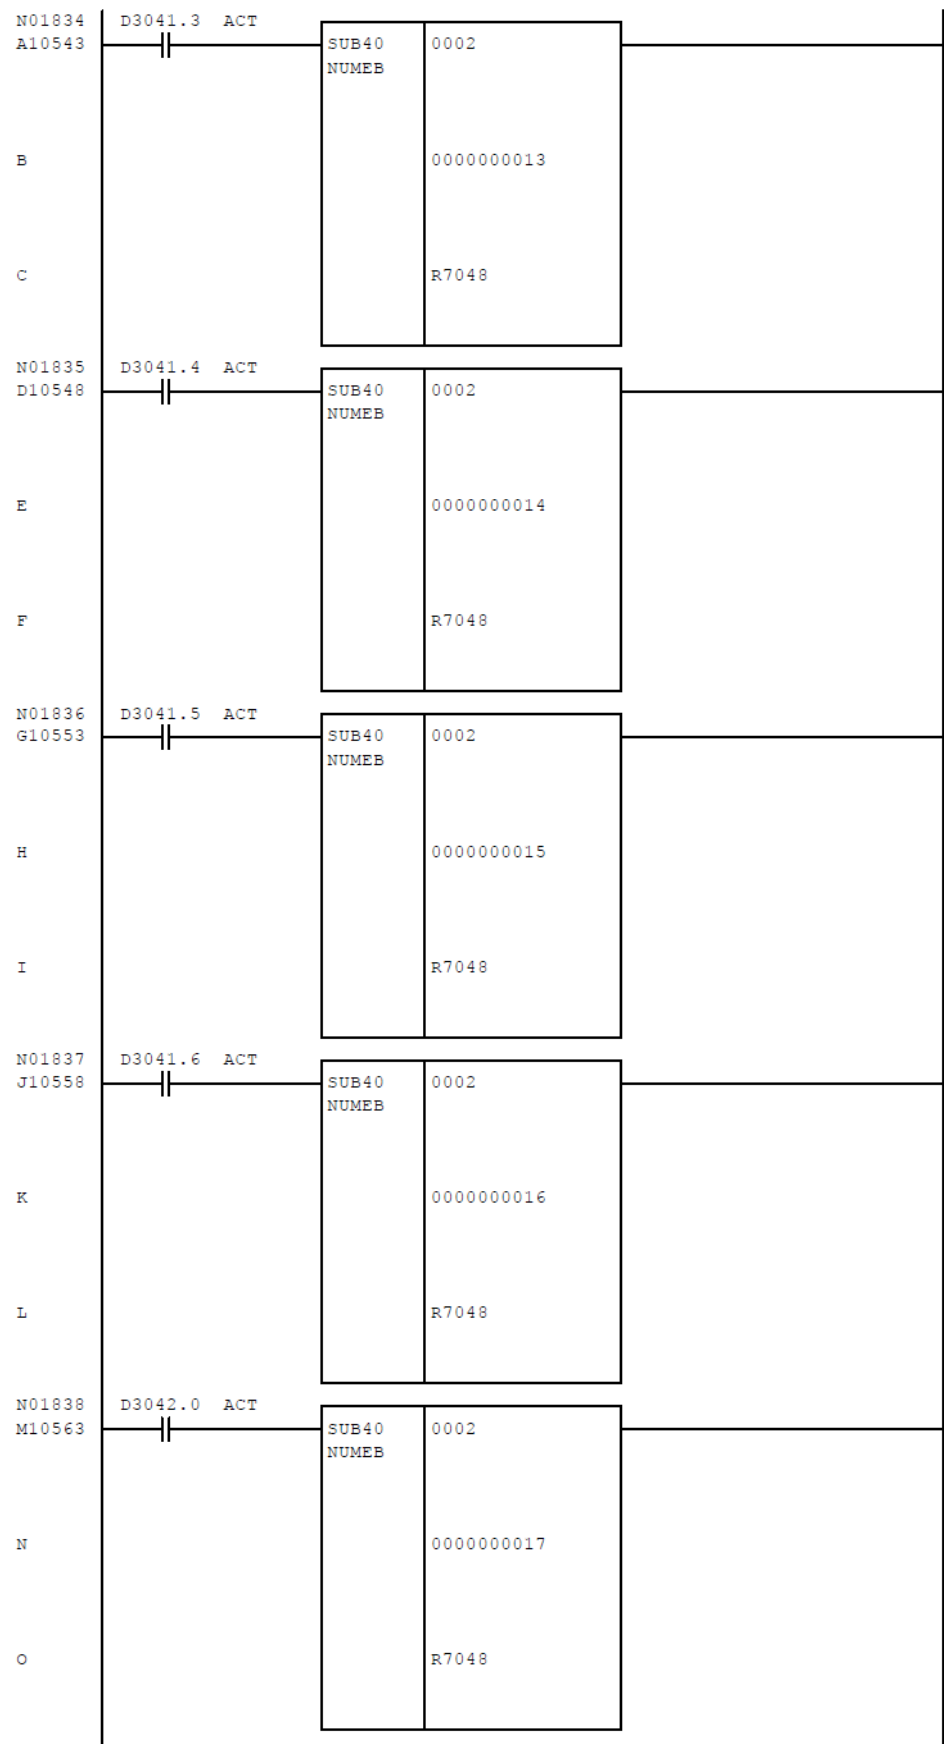 N01834 D3041.3 ACT
A10543 SUB40 0002
NUMEB
B 0000000013
C R7048
N01835 D3041.4 ACT
D10548 SUB40 0002
NUMEB
E 0000000014
F R7048
N01836 D3041.5 ACT
G10553 SUB40 0002
NUMEB
H 0000000015
I R7048
N01837 D3041.6 ACT
J10558 SUB40 0002
NUMEB
K 0000000016
L R7048
N01838 D3042.0 ACT
M10563 SUB40 0002
NUMEB
N 0000000017
O R7048